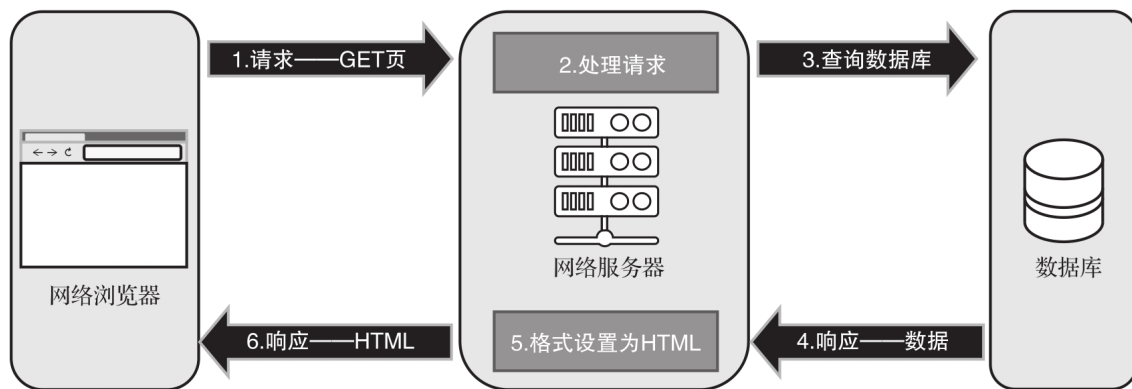 1.请求——GET页
2.处理请求
3.查询数据库
网络浏览器
网络服务器
数据库
6.响应——HTML
5.格式设置为HTML
4.响应——数据